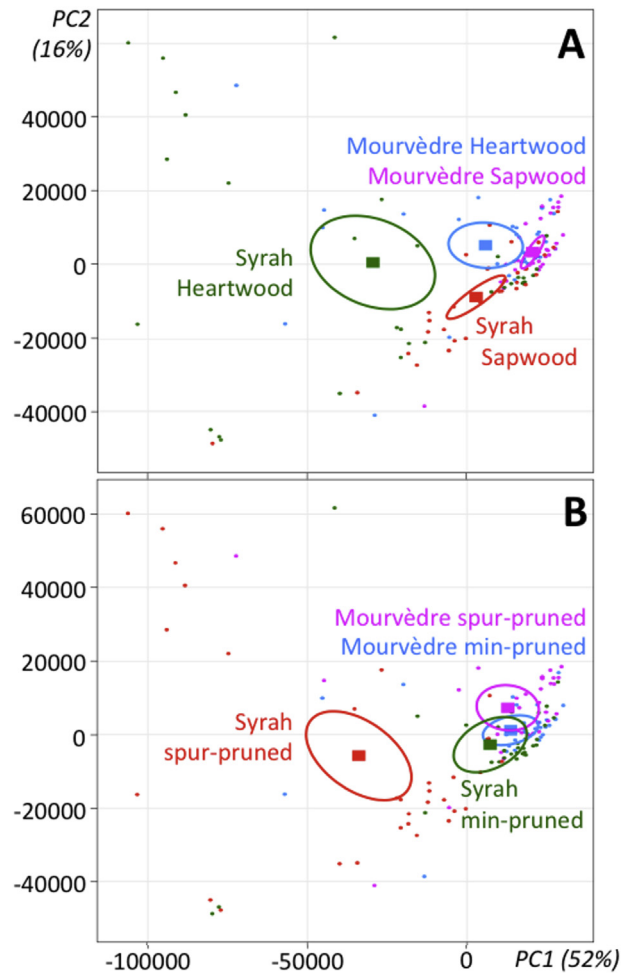 PC2
(16%)
A
40000
20000
0
-20000
-40000
Mourvèdre Heartwood
Mourvèdre Sapwood
Syrah
Heartwood
Syrah
Sapwood
B
60000
40000
20000
0
-20000
-40000
Mourvèdre spur-pruned
Mourvèdre min-pruned
Syrah
spur-pruned
Syrah
min-pruned
-100000
-50000
0
PC1 (52%)